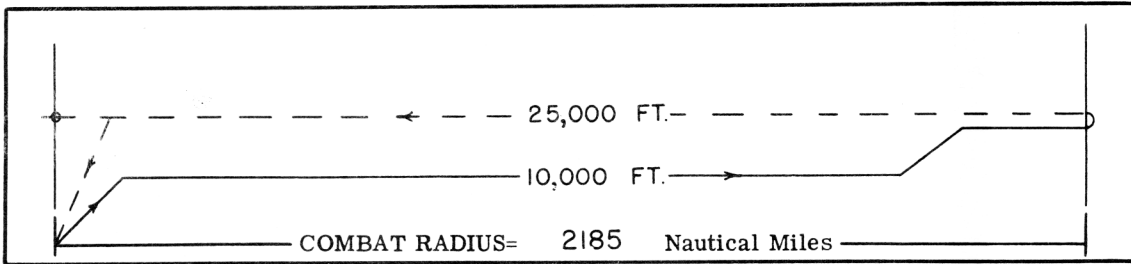 25,000 FT.
10,000 FT.
COMBAT RADIUS= 2185 Nautical Miles